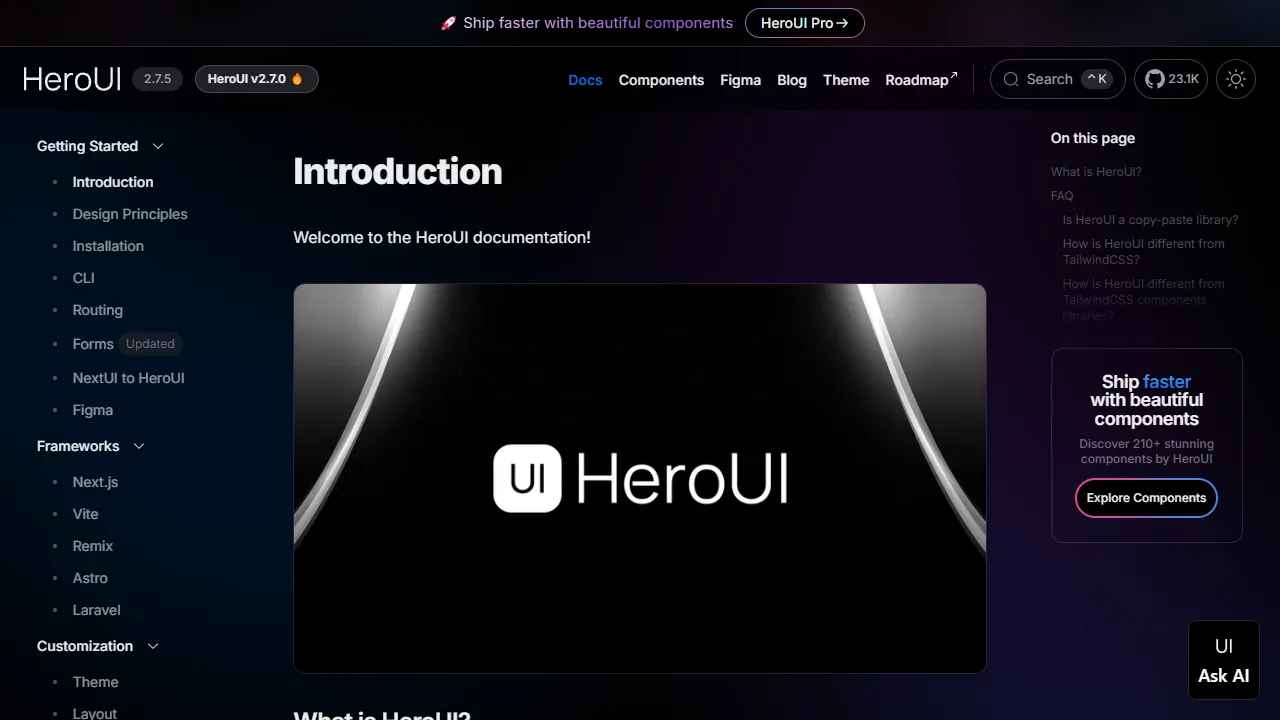 🚀 Ship faster with beautiful components HeroUI Pro →
HeroUI 2.7.5 HeroUI v2.7.0 🔥 Docs Components Figma Blog Theme Roadmap↗ Search ^ K 23.1K
Getting Started
Introduction
Design Principles
Installation
CLI
Routing
Forms Updated
NextUI to HeroUI
Figma
Frameworks
Next.js
Vite
Remix
Astro
Laravel
Customization
Theme
Layout
Introduction
Welcome to the HeroUI documentation!
UI HeroUI
What is HeroUI?
On this page
What is HeroUI?
FAQ
Is HeroUI a copy-paste library?
How is HeroUI different from
TailwindCSS?
How is HeroUI different from
TailwindCSS components
libraries?
Ship faster
with beautiful
components
Discover 210+ stunning
components by HeroUI
Explore Components
UI
Ask AI